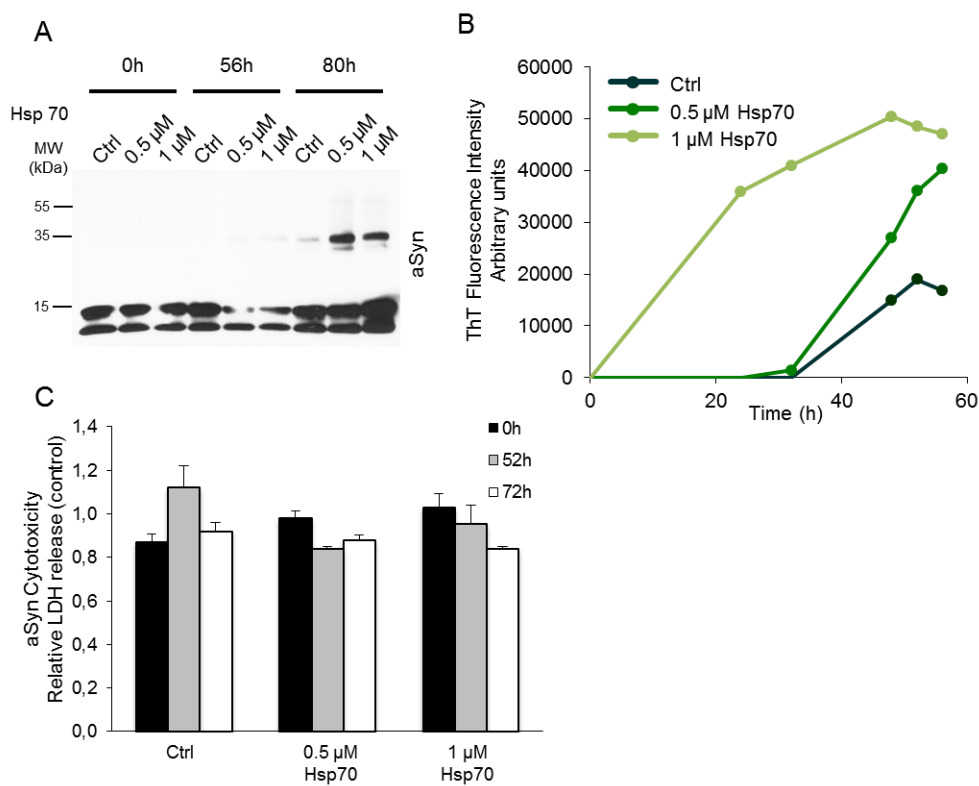 A
0h 56h 80h
Hsp 70
Ctrl 0.5 µM 1 µM Ctrl 0.5 µM 1 µM Ctrl 0.5 µM 1 µM
MW
(kDa)
55
35
15
aSyn
B
ThT Fluorescence Intensity
Arbitrary units
60000
50000
40000
30000
20000
10000
0
Ctrl
0.5 µM Hsp70
1 µM Hsp70
0 20 40 60
Time (h)
C
aSyn Cytotoxicity
Relative LDH release (control)
1,4
1,2
1,0
0,8
0,6
0,4
0,2
0,0
0h
52h
72h
Ctrl 0.5 µM 1 µM
Hsp70 Hsp70